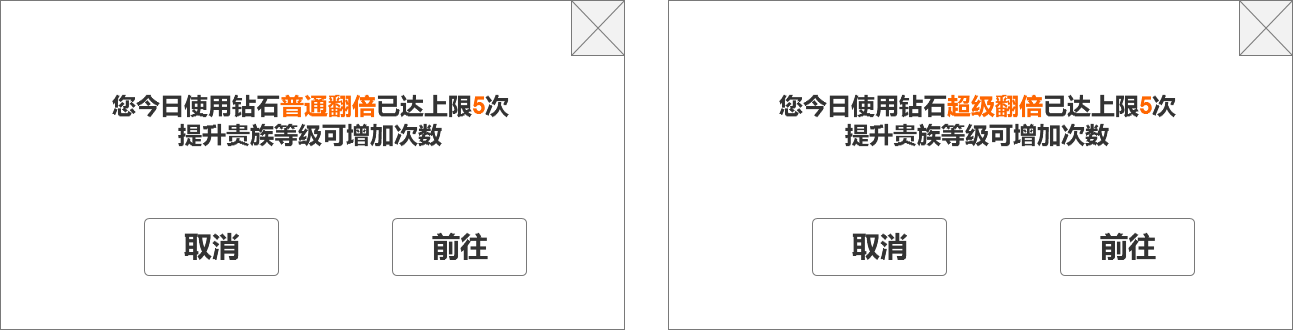 您今日使用钻石普通翻倍已达上限5次
提升贵族等级可增加次数
取消
前往
您今日使用钻石超级翻倍已达上限5次
提升贵族等级可增加次数
取消
前往